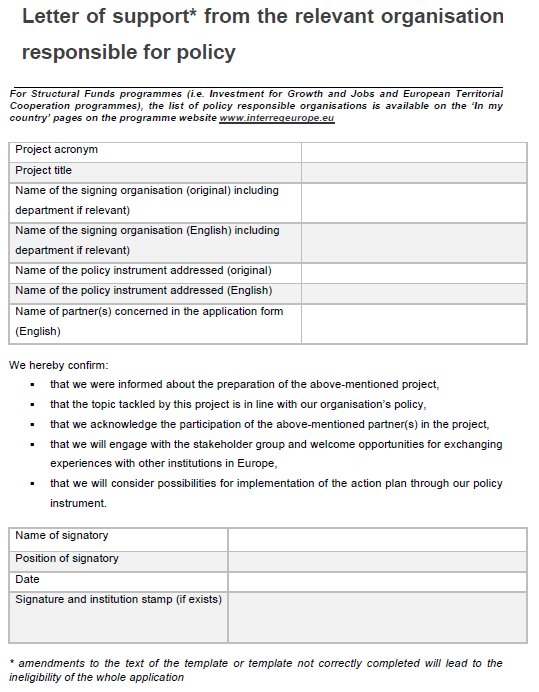 Letter of support* from the relevant organisation
responsible for policy
For Structural Funds programmes (i.e. Investment for Growth and Jobs and European Territorial
Cooperation programmes), the list of policy responsible organisations is available on the ‘In my
country’ pages on the programme website www.interregeurope.eu
Project acronym
Project title
Name of the signing organisation (original) including
department if relevant)
Name of the signing organisation (English) including
department if relevant)
Name of the policy instrument addressed (original)
Name of the policy instrument addressed (English)
Name of partner(s) concerned in the application form
(English)
We hereby confirm:
▪ that we were informed about the preparation of the above-mentioned project,
▪ that the topic tackled by this project is in line with our organisation’s policy,
▪ that we acknowledge the participation of the above-mentioned partner(s) in the project,
▪ that we will engage with the stakeholder group and welcome opportunities for exchanging
experiences with other institutions in Europe,
▪ that we will consider possibilities for implementation of the action plan through our policy
instrument.
Name of signatory
Position of signatory
Date
Signature and institution stamp (if exists)
* amendments to the text of the template or template not correctly completed will lead to the
ineligibility of the whole application